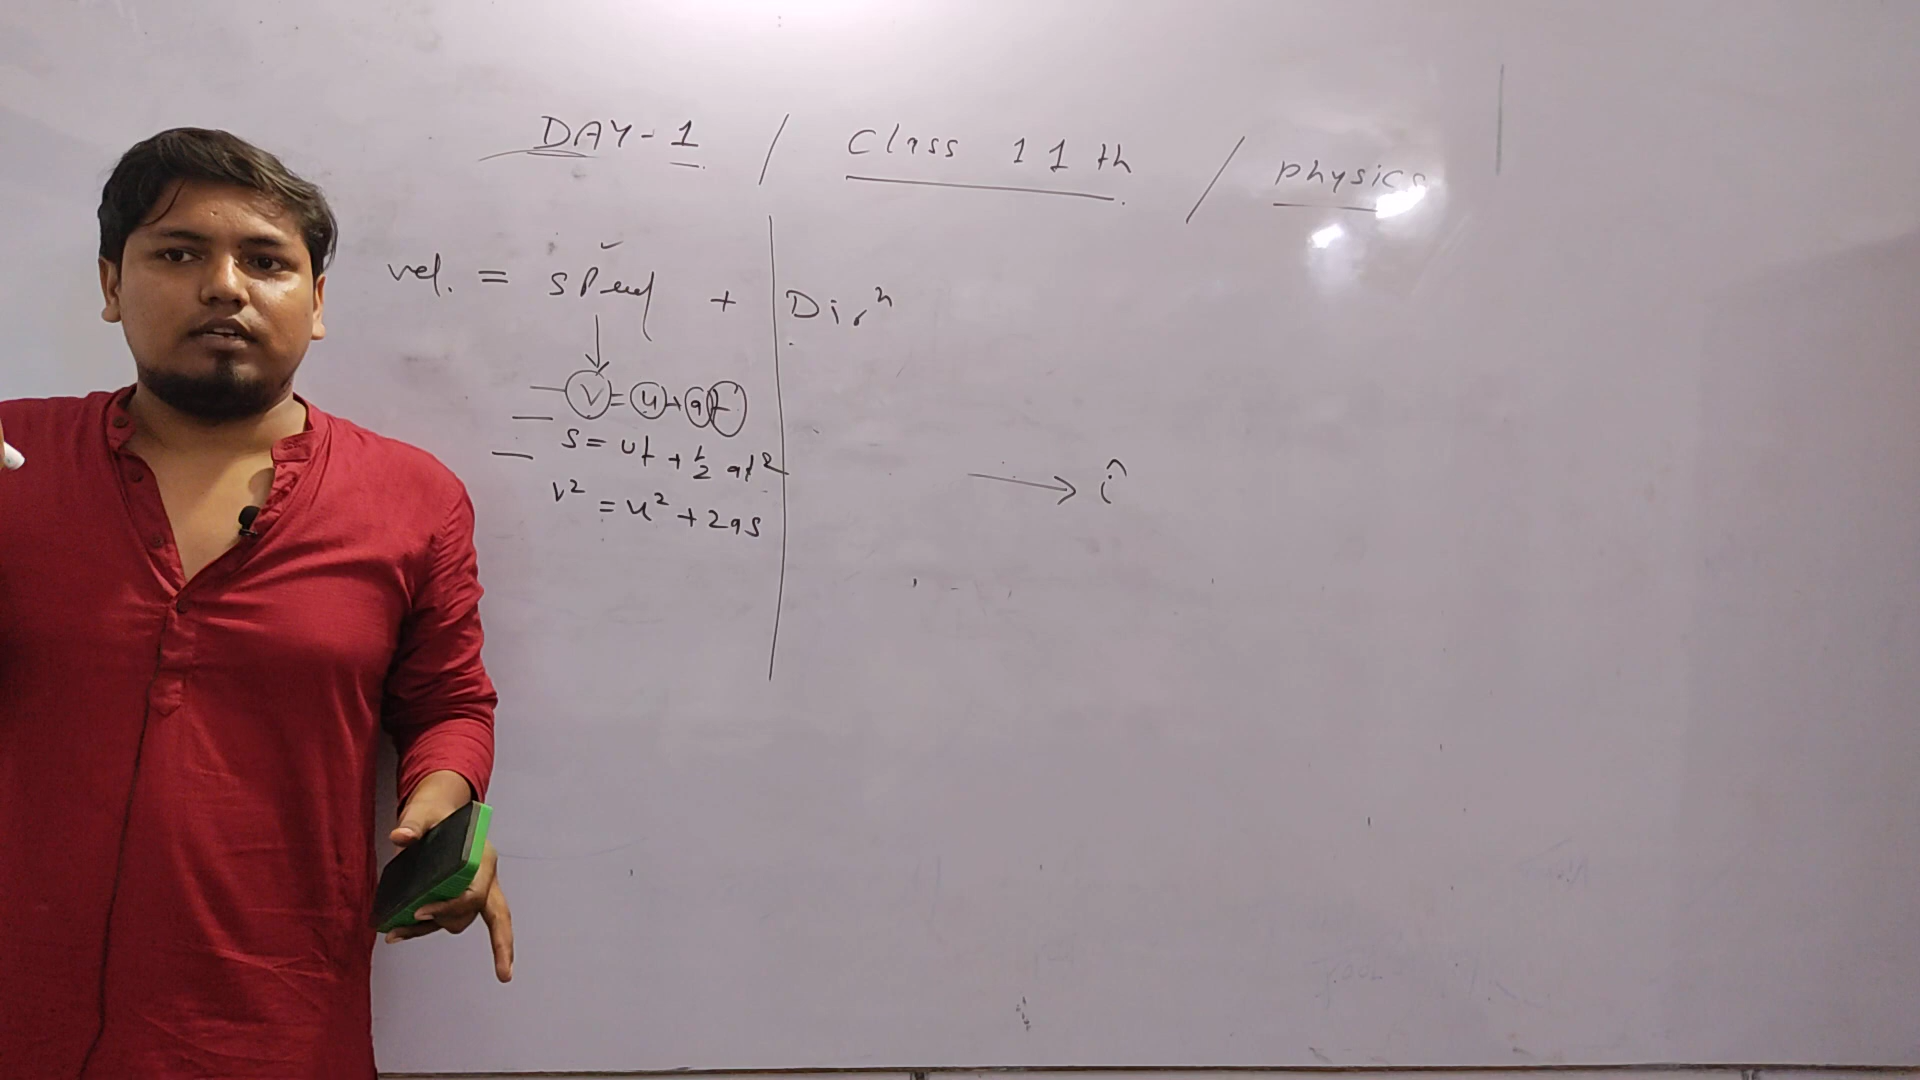 DAY-1 / Class 11th / Physics
vel. = speed + Dirⁿ
v = u + at
s = ut + 1/2 at²
v² = u² + 2as
î